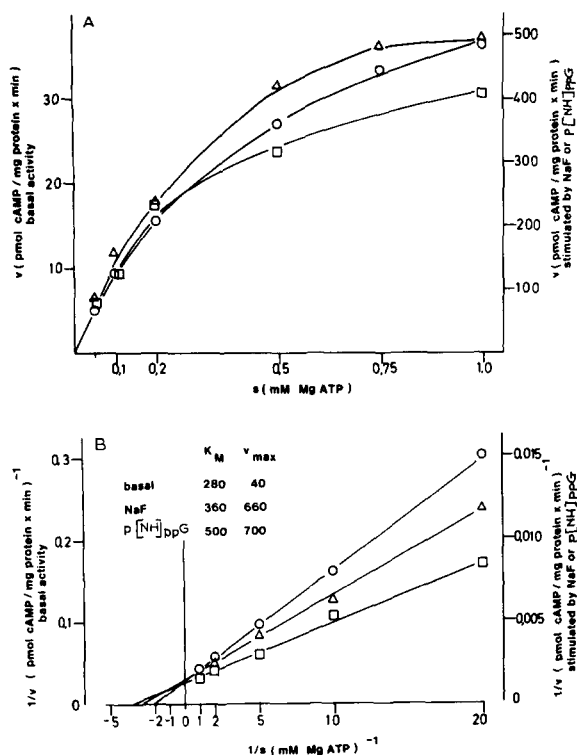 A
v ( pmol cAMP / mg protein x min )
basal activity
30
20
10
500
400
300
200
100
v ( pmol cAMP / mg protein x min )
stimulated by NaF or p[NH]ppG
0,1
0,2
0,5
0,75
1.0
s ( mM Mg ATP )
B
K M
v max
basal 280 40
NaF 360 660
p [NH] ppG 500 700
1/v ( pmol cAMP / mg protein x min )⁻¹
basal activity
0.3
0.2
0.1
0
0,015
0,010
0,005
0
1/v ( pmol cAMP / mg protein x min )⁻¹
stimulated by NaF or p[NH]ppG
-5 -2 -1 0 1 2 5 10 20
1/s ( mM Mg ATP )⁻¹